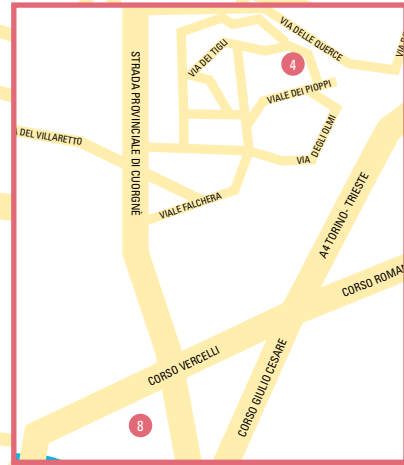 VIA DELLE QUERCE
VIA D
VIA DEI TIGLI
4
VIALE DEI PIOPPI
STRADA PROVINCIALE DI CUORGNÈ
A DEL VILLARETTO
VIA DEGLI OLMI
VIALE FALCHERA
A4 TORINO- TRIESTE
CORSO ROMA
CORSO VERCELLI
CORSO GIULIO CESARE
8